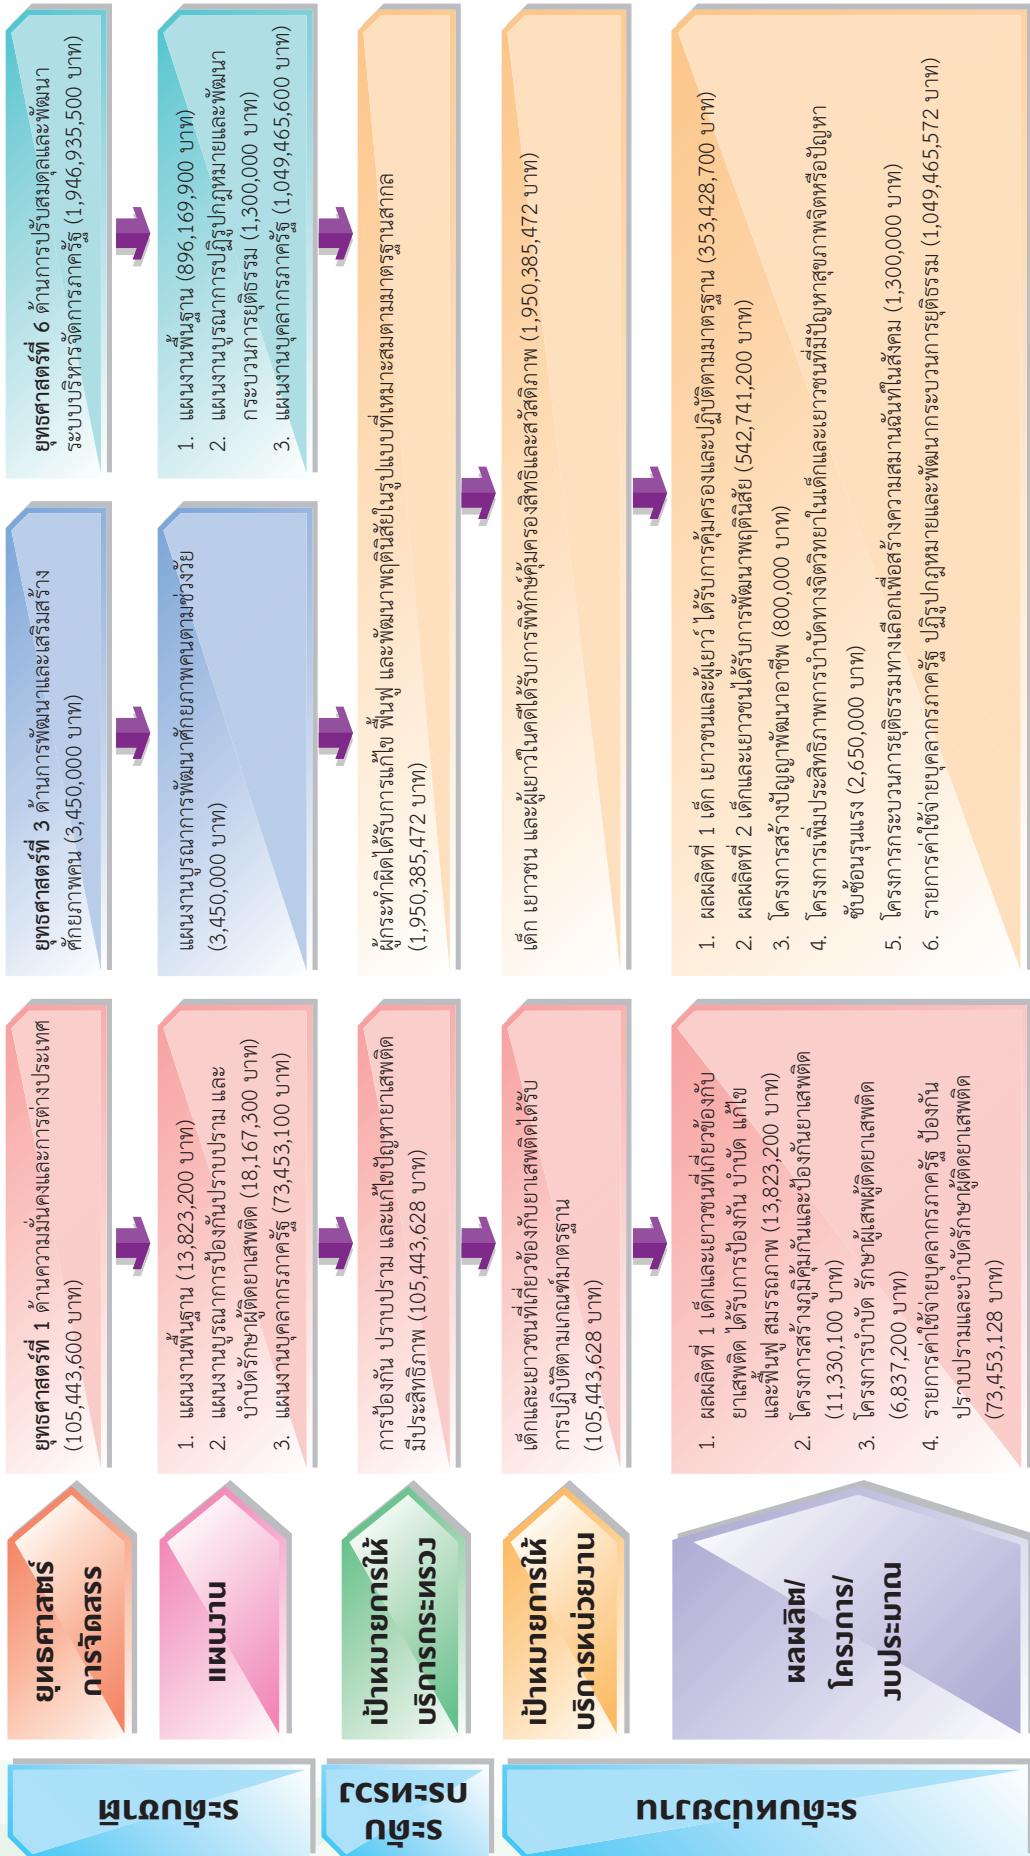 ระดับชาติ
ยุทธศาสตร์
การจัดสรร
ยุทธศาสตร์ที่ 1 ด้านความมั่นคงและการต่างประเทศ
(105,443,600 บาท)
ยุทธศาสตร์ที่ 3 ด้านการพัฒนาและเสริมสร้าง
ศักยภาพคน (3,450,000 บาท)
ยุทธศาสตร์ที่ 6 ด้านการปรับสมดุลและพัฒนา
ระบบบริหารจัดการภาครัฐ (1,946,935,500 บาท)
แผนงาน
1. แผนงานพื้นฐาน (13,823,200 บาท)
2. แผนงานบูรณาการป้องกันปราบปราม และ
บำบัดรักษาผู้ติดยาเสพติด (18,167,300 บาท)
3. แผนงานบุคลากรภาครัฐ (73,453,100 บาท)
แผนงานบูรณาการพัฒนาศักยภาพคนตามช่วงวัย
(3,450,000 บาท)
1. แผนงานพื้นฐาน (896,169,900 บาท)
2. แผนงานบูรณาการปฏิรูปกฎหมายและพัฒนา
กระบวนการยุติธรรม (1,300,000 บาท)
3. แผนงานบุคลากรภาครัฐ (1,049,465,600 บาท)
ระดับ
กระทรวง
เป้าหมายการให้
บริการกระทรวง
การป้องกัน ปราบปราม และแก้ไขปัญหายาเสพติด
มีประสิทธิภาพ (105,443,628 บาท)
ผู้กระทำผิดได้รับการแก้ไข ฟื้นฟู และพัฒนาพฤตินิสัยในรูปแบบที่เหมาะสมตามมาตรฐานสากล
(1,950,385,472 บาท)
ระดับหน่วยงาน
เป้าหมายการให้
บริการหน่วยงาน
เด็กและเยาวชนที่เกี่ยวข้องกับยาเสพติดได้รับ
การปฏิบัติตามเกณฑ์มาตรฐาน
(105,443,628 บาท)
เด็ก เยาวชน และผู้เยาว์ในคดีได้รับการพิทักษ์คุ้มครองสิทธิและสวัสดิภาพ (1,950,385,472 บาท)
ผลผลิต/
โครงการ/
งบประมาณ
1. ผลผลิตที่ 1 เด็กและเยาวชนที่เกี่ยวข้องกับ
ยาเสพติด ได้รับการป้องกัน บำบัด แก้ไข
และฟื้นฟู สมรรถภาพ (13,823,200 บาท)
2. โครงการสร้างภูมิคุ้มกันและป้องกันยาเสพติด
(11,330,100 บาท)
3. โครงการบำบัด รักษาผู้เสพผู้ติดยาเสพติด
(6,837,200 บาท)
4. รายการค่าใช้จ่ายบุคลากรภาครัฐ ป้องกัน
ปราบปรามและบำบัดรักษาผู้ติดยาเสพติด
(73,453,128 บาท)
1. ผลผลิตที่ 1 เด็ก เยาวชนและผู้เยาว์ ได้รับการคุ้มครองและปฏิบัติตามมาตรฐาน (353,428,700 บาท)
2. ผลผลิตที่ 2 เด็กและเยาวชนได้รับการพัฒนาพฤตินิสัย (542,741,200 บาท)
3. โครงการสร้างปัญญาพัฒนาอาชีพ (800,000 บาท)
4. โครงการเพิ่มประสิทธิภาพการบำบัดทางจิตวิทยาในเด็กและเยาวชนที่มีปัญหาสุขภาพจิตหรือปัญหา
ซับซ้อนรุนแรง (2,650,000 บาท)
5. โครงการกระบวนการยุติธรรมทางเลือกเพื่อสร้างความสมานฉันท์ในสังคม (1,300,000 บาท)
6. รายการค่าใช้จ่ายบุคลากรภาครัฐ ปฏิรูปกฎหมายและพัฒนากระบวนการยุติธรรม (1,049,465,572 บาท)